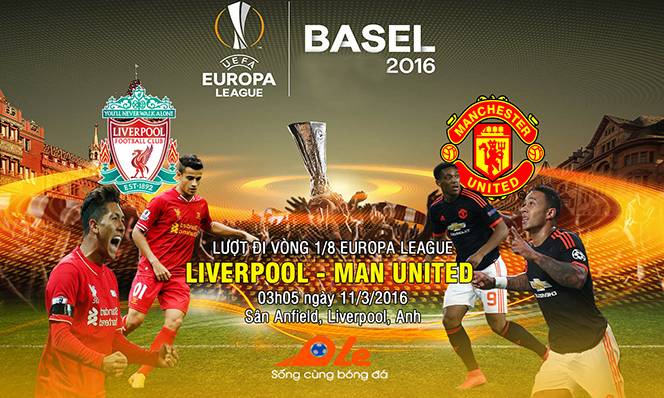 UEFA
EUROPA
LEAGUE
BASEL
2016
YOU'LL NEVER WALK ALONE
LIVERPOOL
FOOTBALL CLUB
EST·1892
MANCHESTER
UNITED
10
9
LƯỢT ĐI VÒNG 1/8 EUROPA LEAGUE
LIVERPOOL - MAN UNITED
03h05 ngày 11/3/2016
Sân Anfield, Liverpool, Anh
Ole
Sống cùng bóng đá